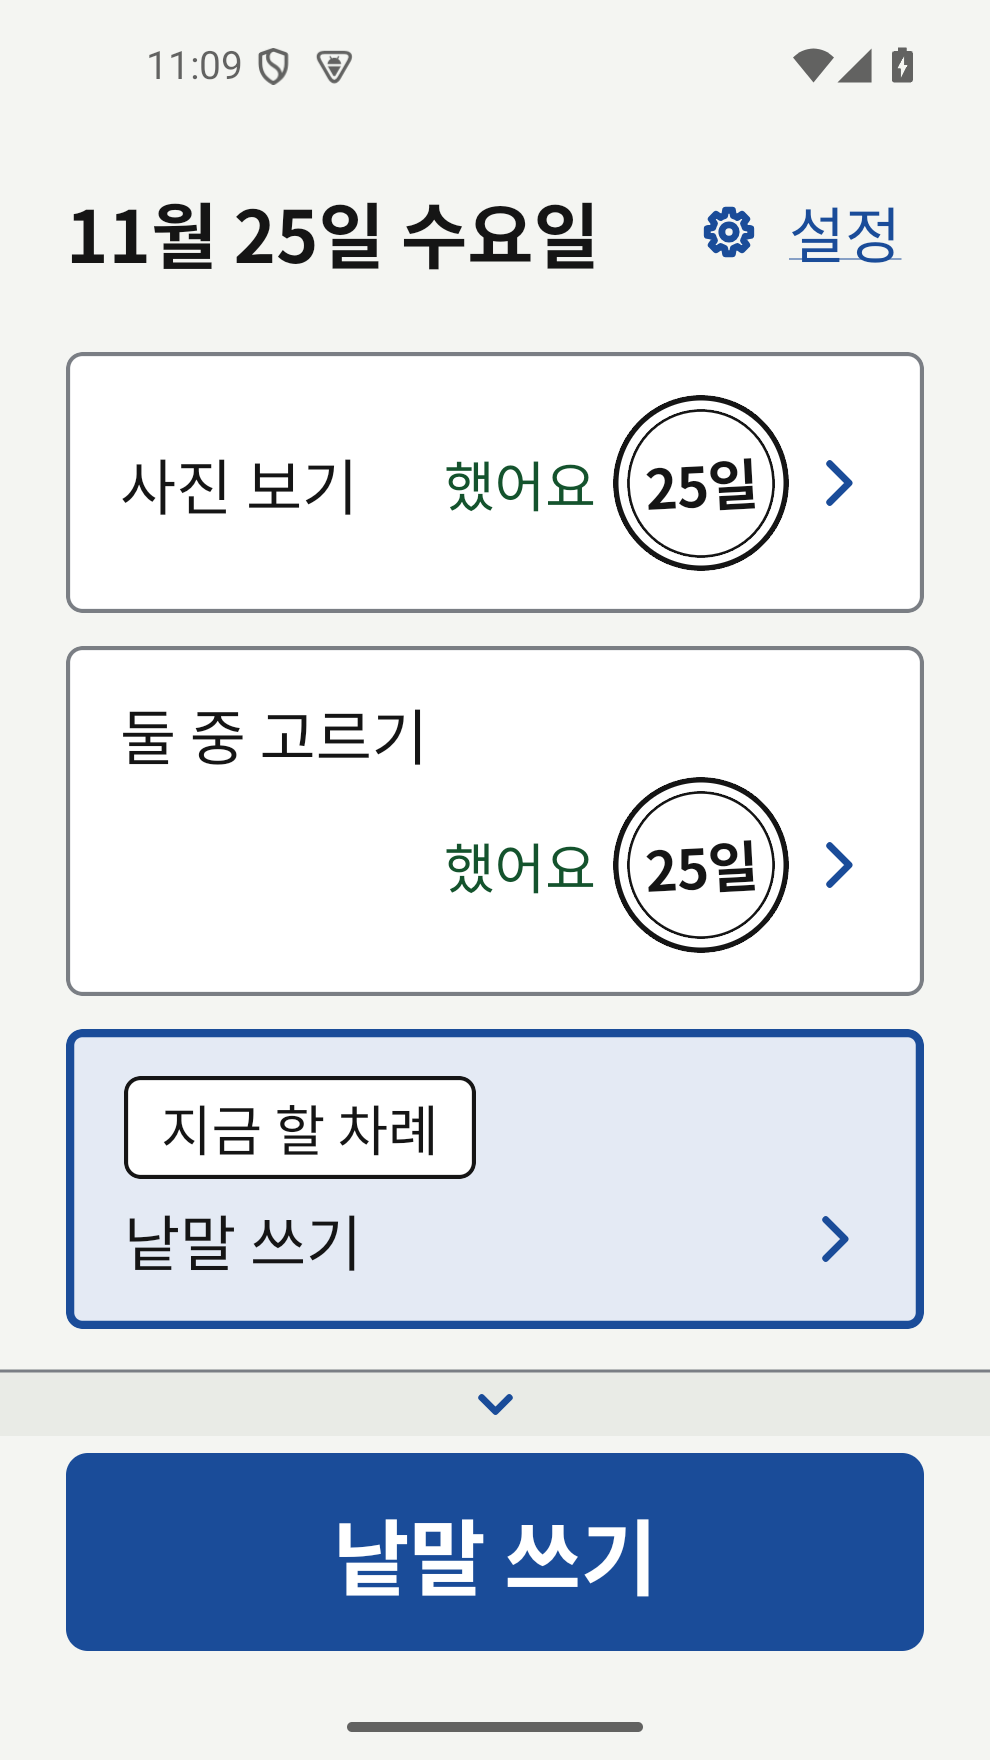 11:09
11월 25일 수요일
설정
사진 보기 했어요 25일
둘 중 고르기
했어요 25일
지금 할 차례
낱말 쓰기
낱말 쓰기